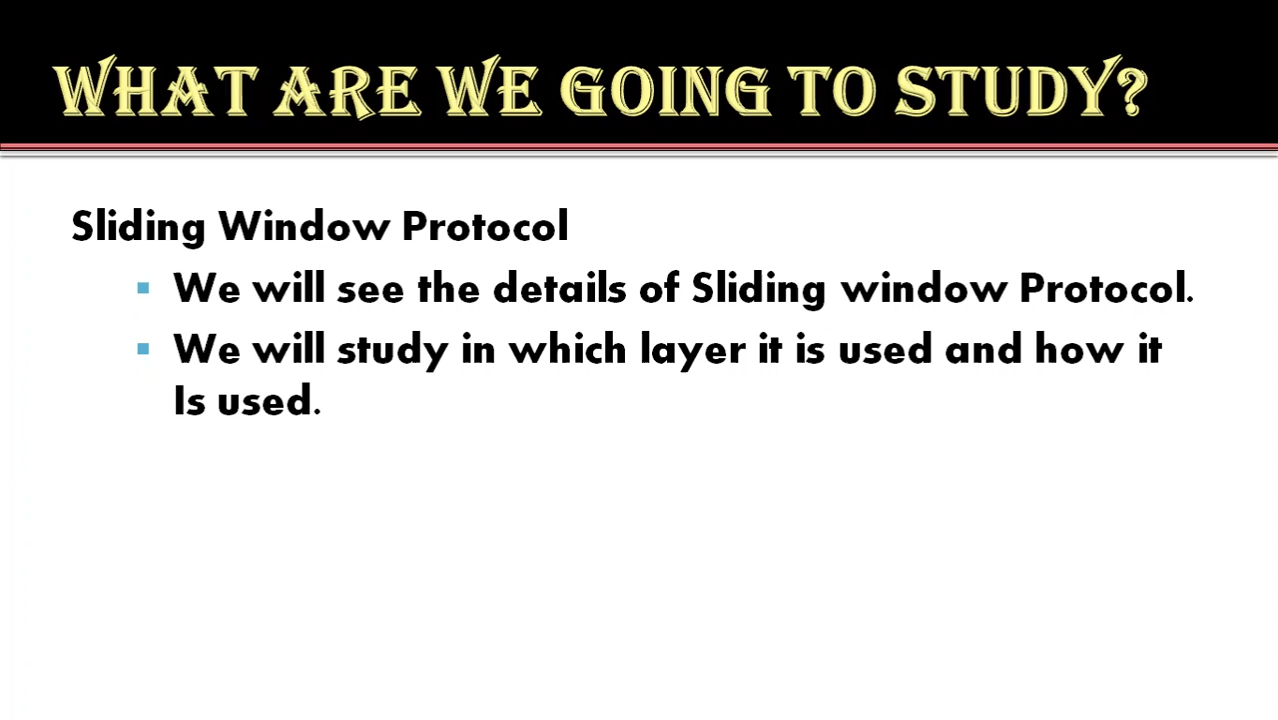 WHAT ARE WE GOING TO STUDY?
Sliding Window Protocol
We will see the details of Sliding window Protocol.
We will study in which layer it is used and how it
Is used.